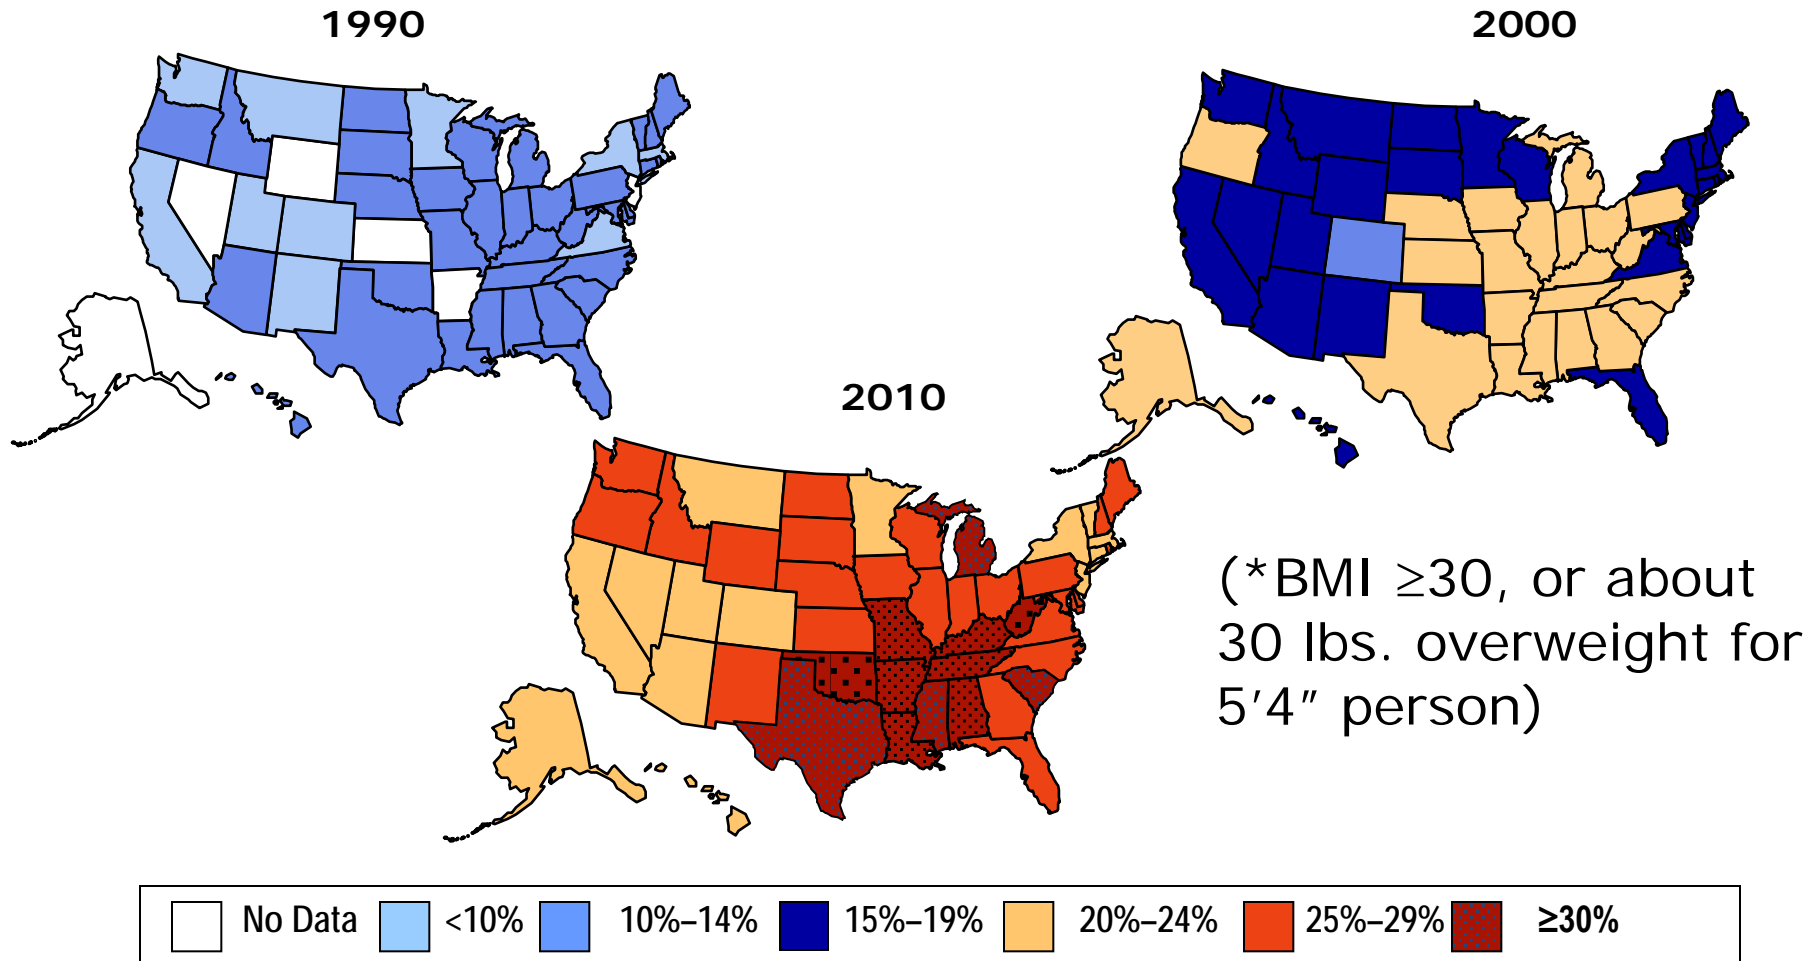 1990
2000
2010
(*BMI ≥30, or about
30 lbs. overweight for
5'4" person)
No Data <10% 10%–14% 15%–19% 20%–24% 25%–29% ≥30%